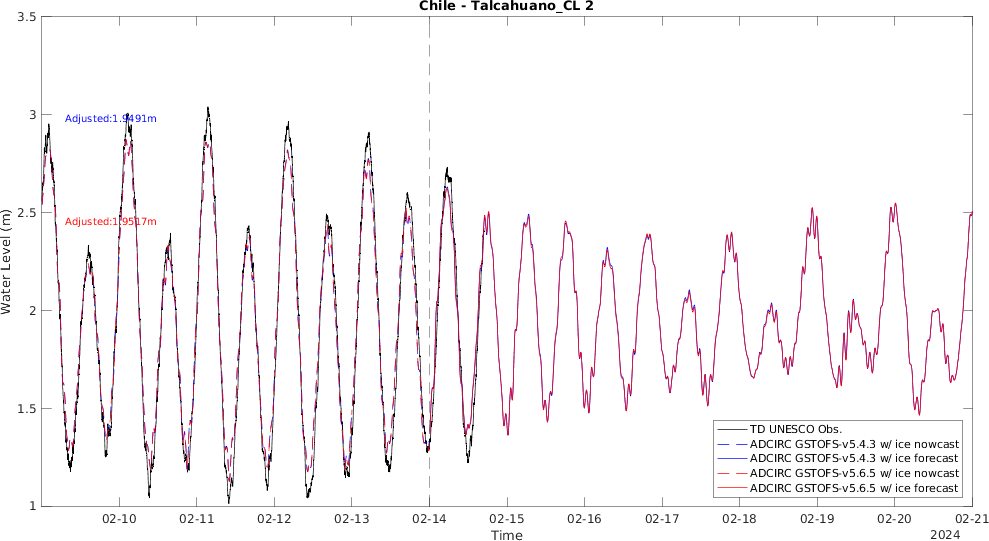 Chile - Talcahuano_CL 2
3.5
3
2.5
2
1.5
1
Water Level (m)
Adjusted:1.9491m
Adjusted:1.9517m
TD UNESCO Obs.
ADCIRC GSTOFS-v5.4.3 w/ ice nowcast
ADCIRC GSTOFS-v5.4.3 w/ ice forecast
ADCIRC GSTOFS-v5.6.5 w/ ice nowcast
ADCIRC GSTOFS-v5.6.5 w/ ice forecast
02-10 02-11 02-12 02-13 02-14 02-15 02-16 02-17 02-18 02-19 02-20 02-21
Time
2024